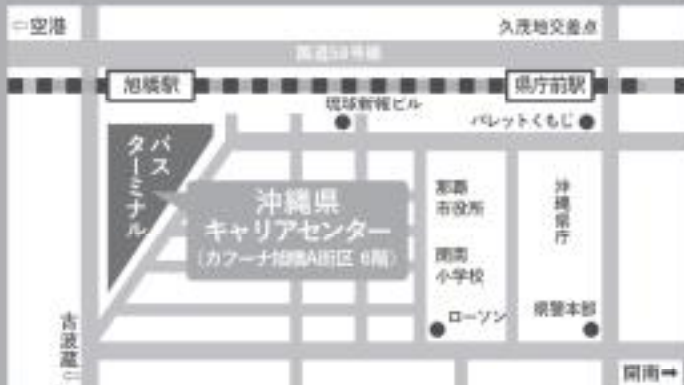 ⇦空港
久茂地交差点
国道58号線
旭橋駅
県庁前駅
琉球新報ビル
パレットくもじ
バス
ターミナル
沖縄県
キャリアセンター
(カフーナ旭橋A街区 6階)
那覇
市役所
沖縄県庁
開南
小学校
ローソン
県警本部
古波蔵⇦
開南➡